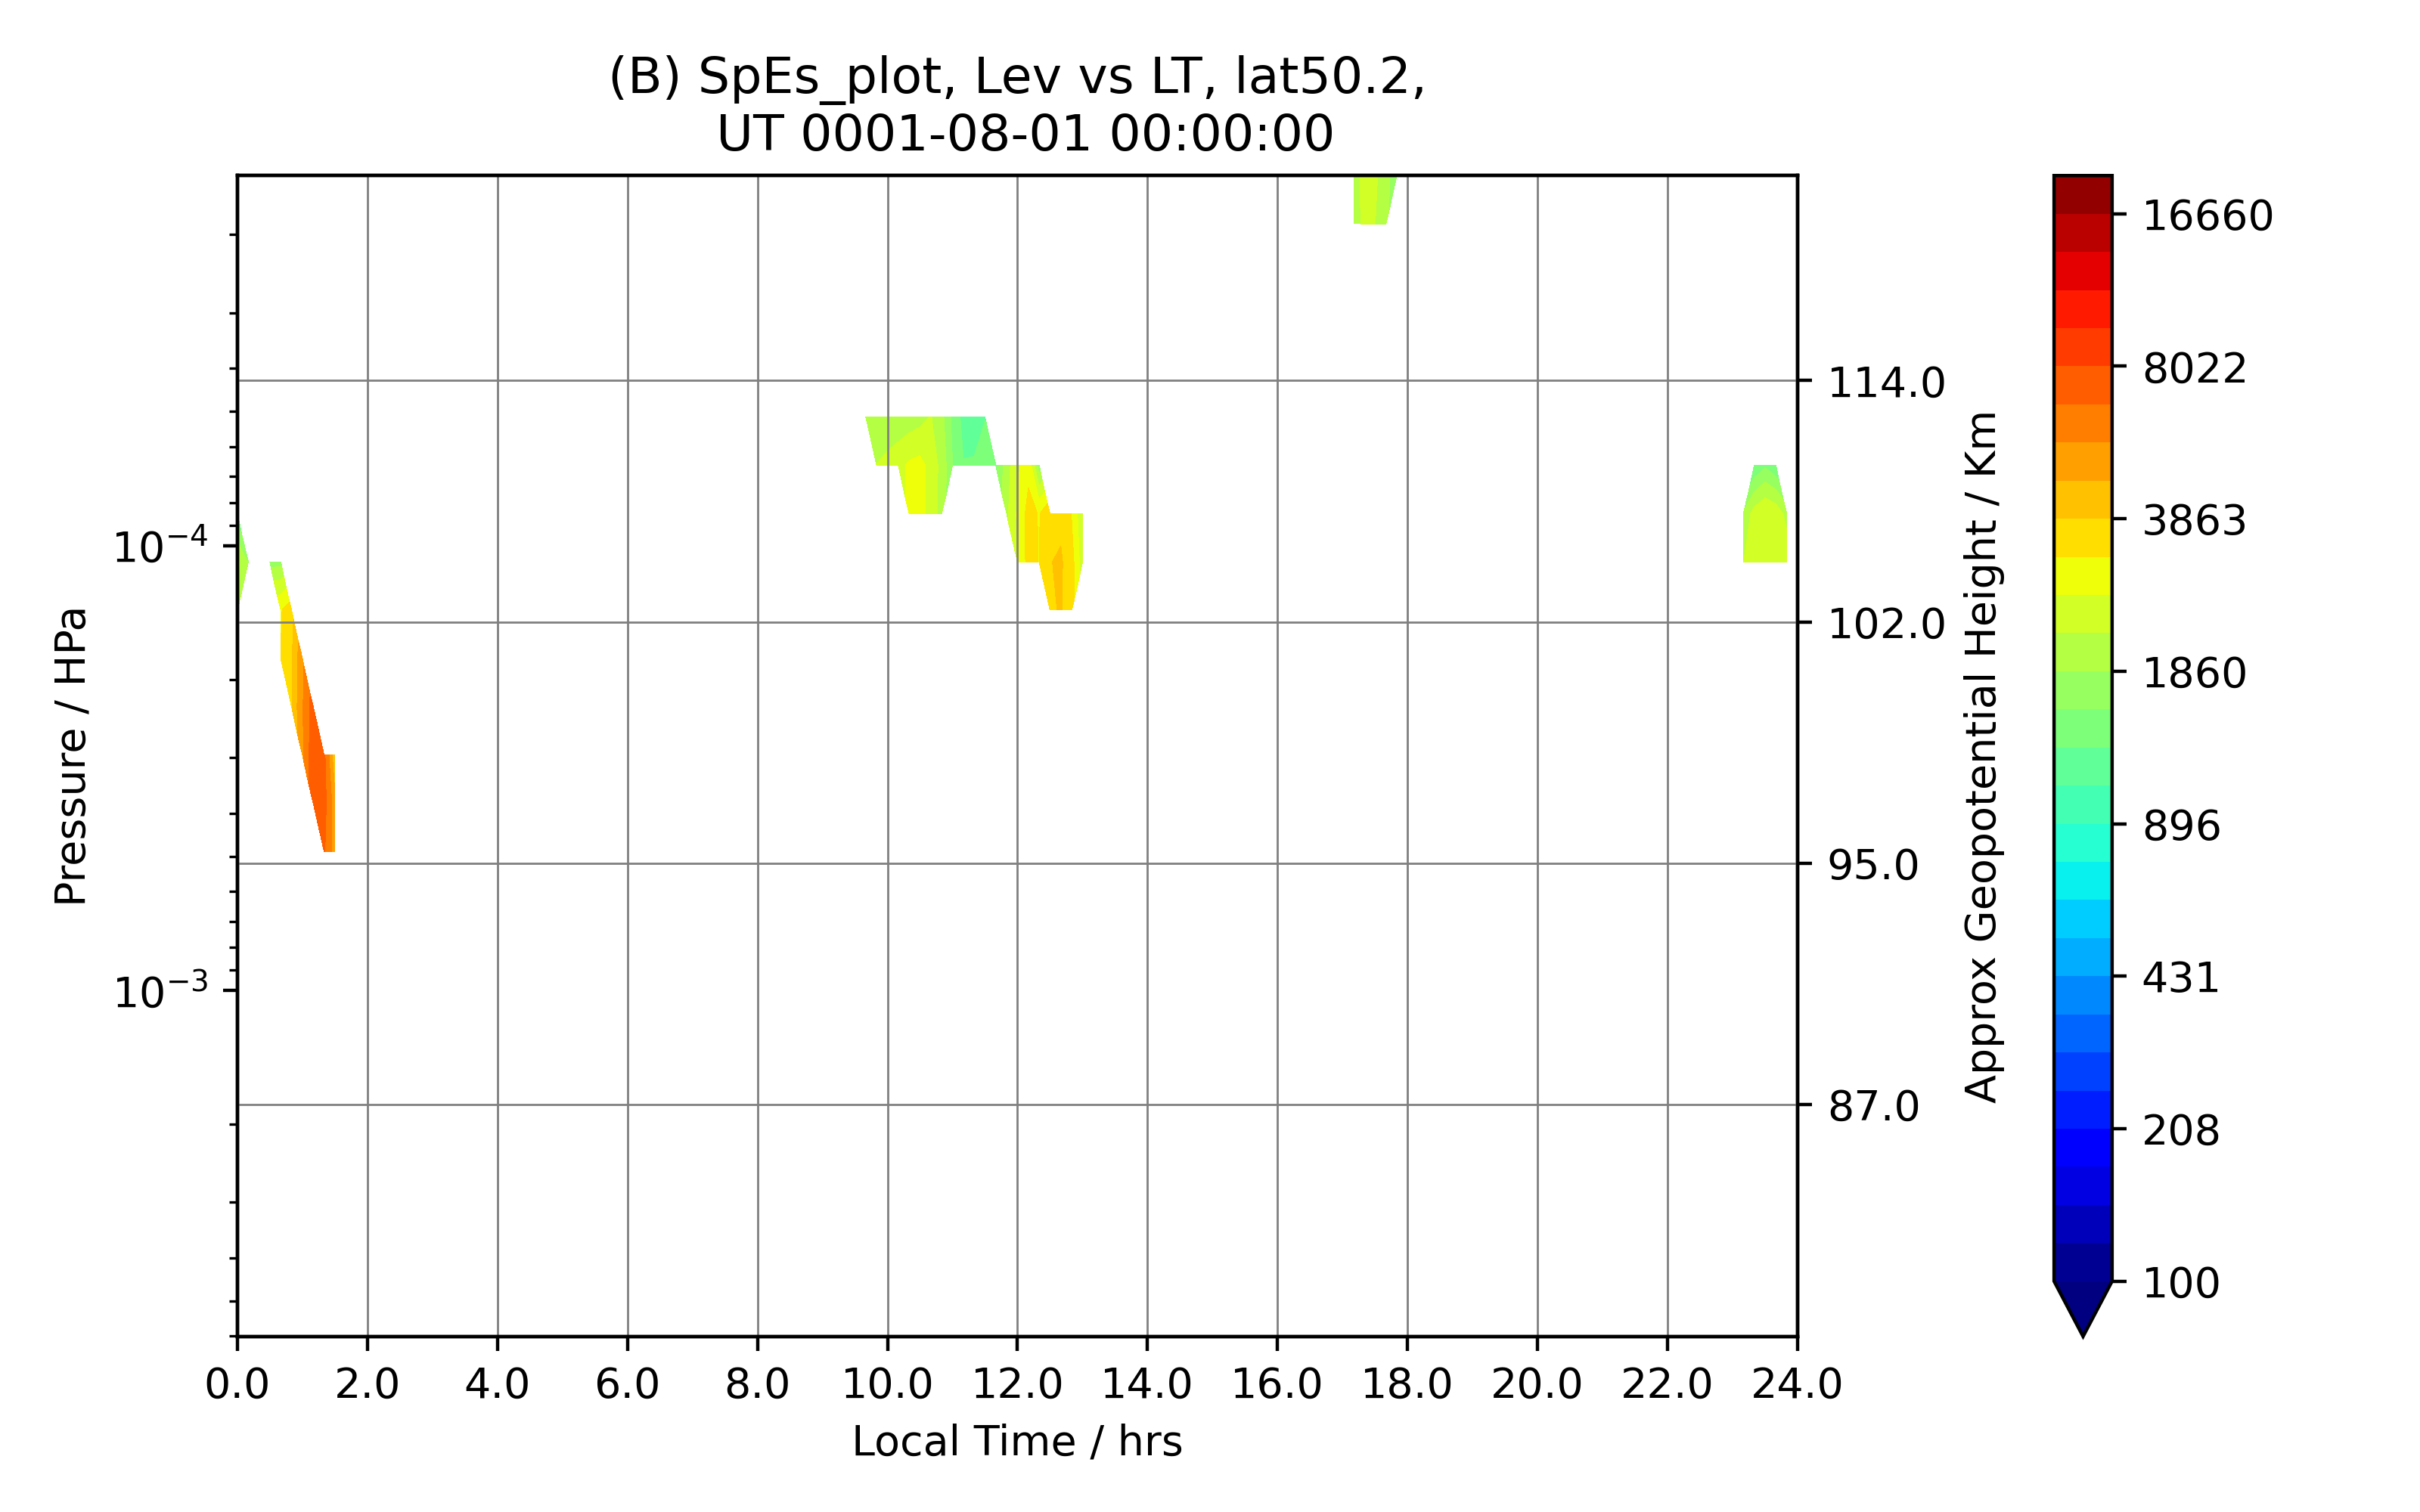 (B) SpEs_plot, Lev vs LT, lat50.2,
UT 0001-08-01 00:00:00
Pressure / HPa
10⁻⁴
10⁻³
114.0
102.0
95.0
87.0
Approx Geopotential Height / Km
16660
8022
3863
1860
896
431
208
100
0.0 2.0 4.0 6.0 8.0 10.0 12.0 14.0 16.0 18.0 20.0 22.0 24.0
Local Time / hrs